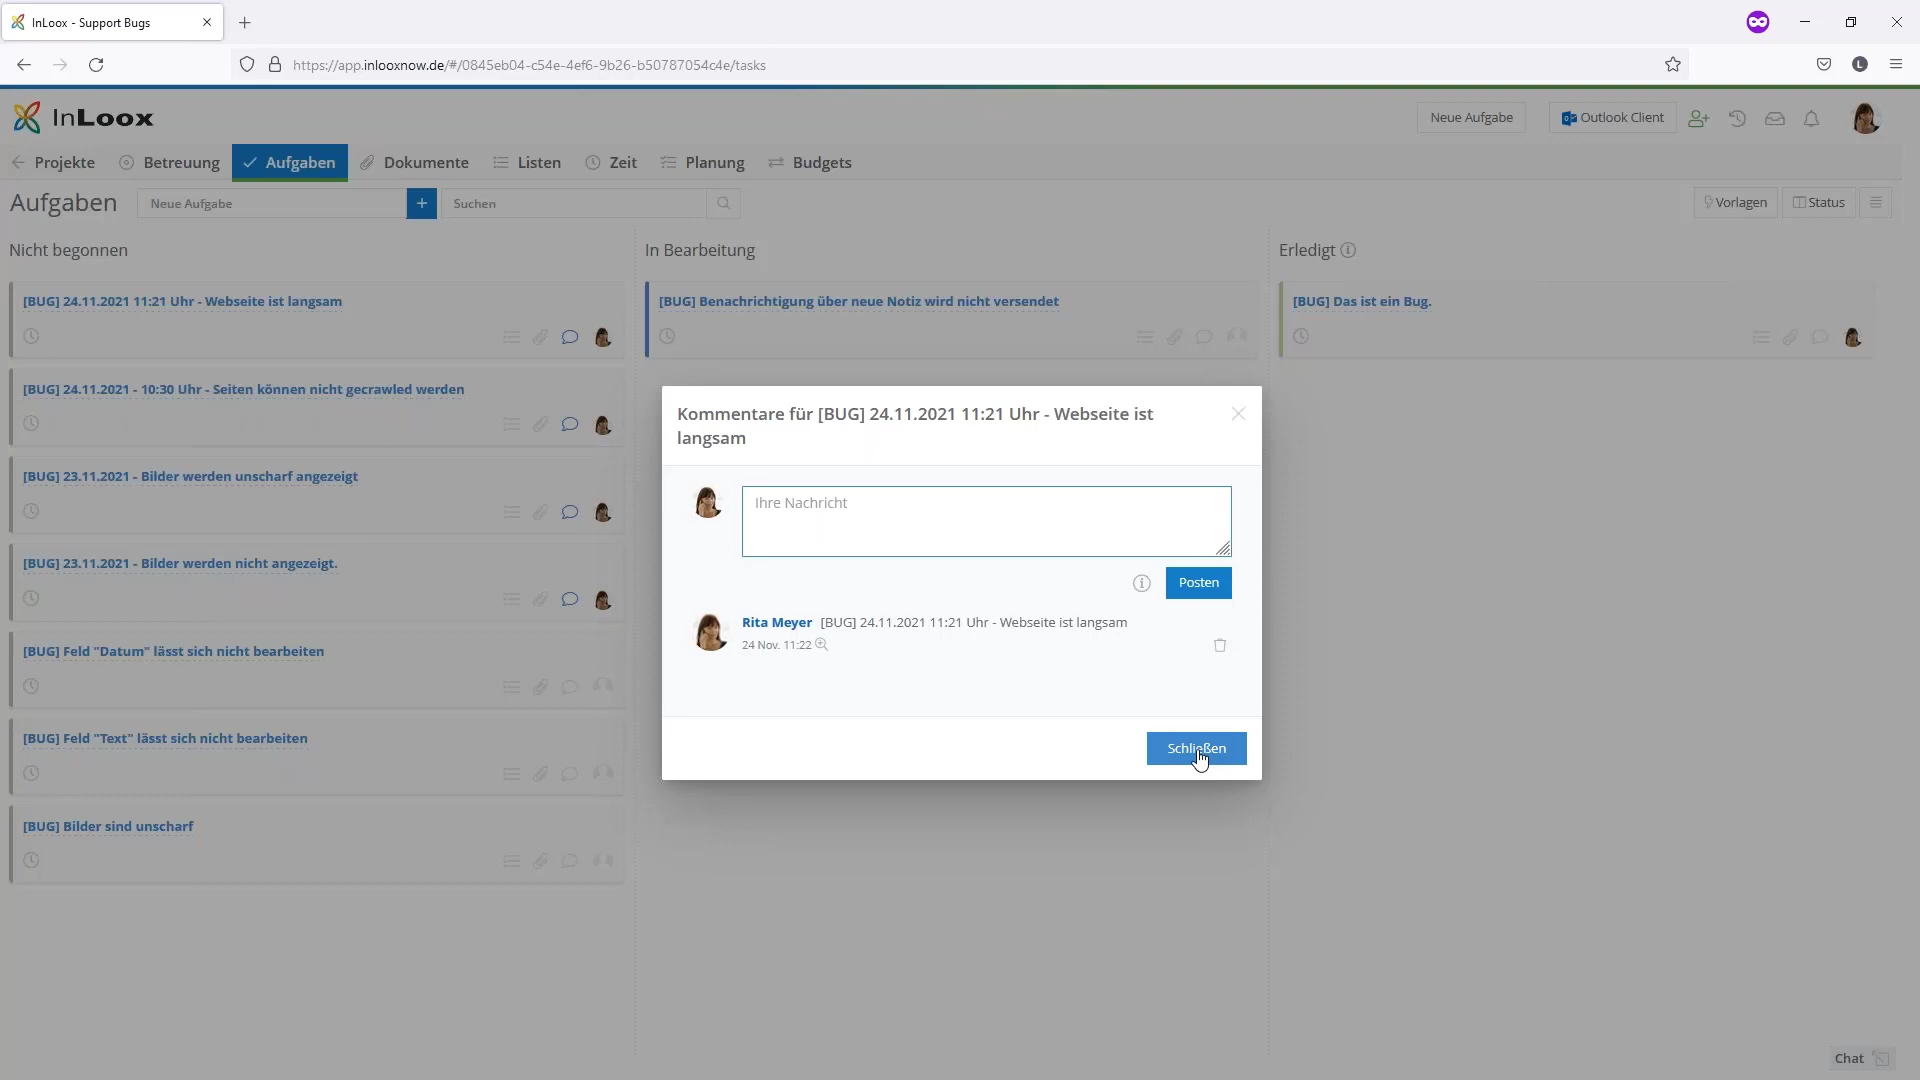 InLoox - Support Bugs
https://app.inlooxnow.de/#/0845eb04-c54e-4ef6-9b26-b50787054c4e/tasks
L
InLoox
Neue Aufgabe
Outlook Client
Projekte
Betreuung
Aufgaben
Dokumente
Listen
Zeit
Planung
Budgets
Aufgaben
Neue Aufgabe
+
Suchen
Vorlagen
Status
Nicht begonnen
[BUG] 24.11.2021 11:21 Uhr - Webseite ist langsam
[BUG] 24.11.2021 - 10:30 Uhr - Seiten können nicht gecrawled werden
[BUG] 23.11.2021 - Bilder werden unscharf angezeigt
[BUG] 23.11.2021 - Bilder werden nicht angezeigt.
[BUG] Feld "Datum" lässt sich nicht bearbeiten
[BUG] Feld "Text" lässt sich nicht bearbeiten
[BUG] Bilder sind unscharf
In Bearbeitung
[BUG] Benachrichtigung über neue Notiz wird nicht versendet
Erledigt
[BUG] Das ist ein Bug.
Kommentare für [BUG] 24.11.2021 11:21 Uhr - Webseite ist
langsam
Ihre Nachricht
Posten
Rita Meyer [BUG] 24.11.2021 11:21 Uhr - Webseite ist langsam
24 Nov. 11:22
Schließen
Chat